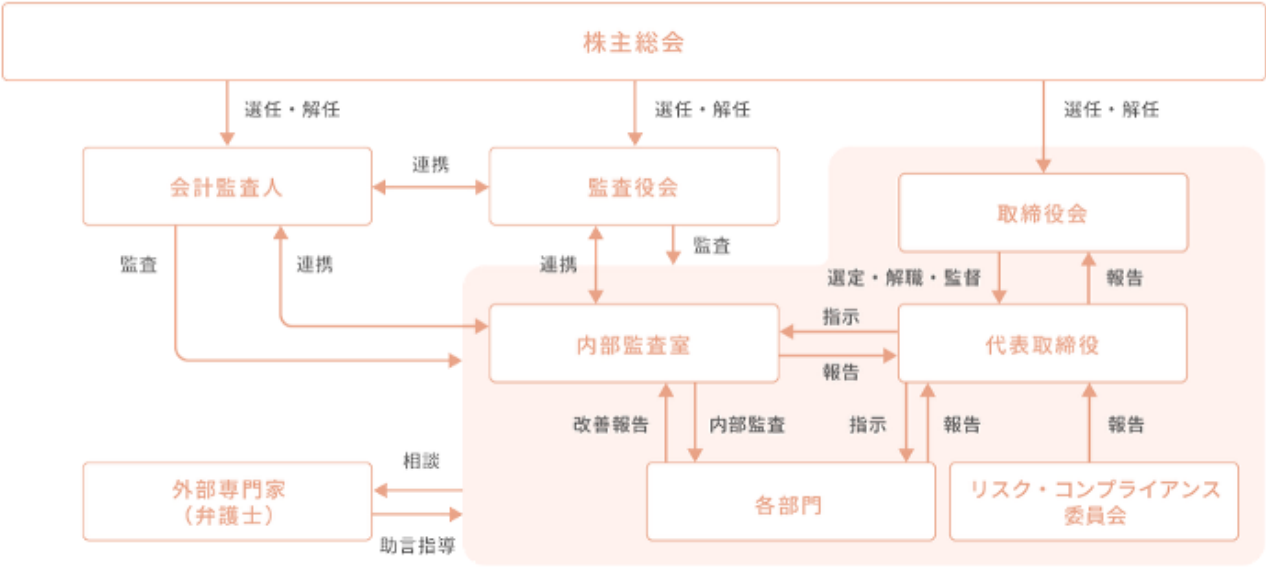 株主総会
選任・解任
選任・解任
選任・解任
連携
会計監査人
監査役会
取締役会
監査
連携
連携
監査
選定・解職・監督
報告
指示
内部監査室
代表取締役
報告
改善報告
内部監査
指示
報告
報告
相談
外部専門家
（弁護士）
各部門
リスク・コンプライアンス
委員会
助言指導